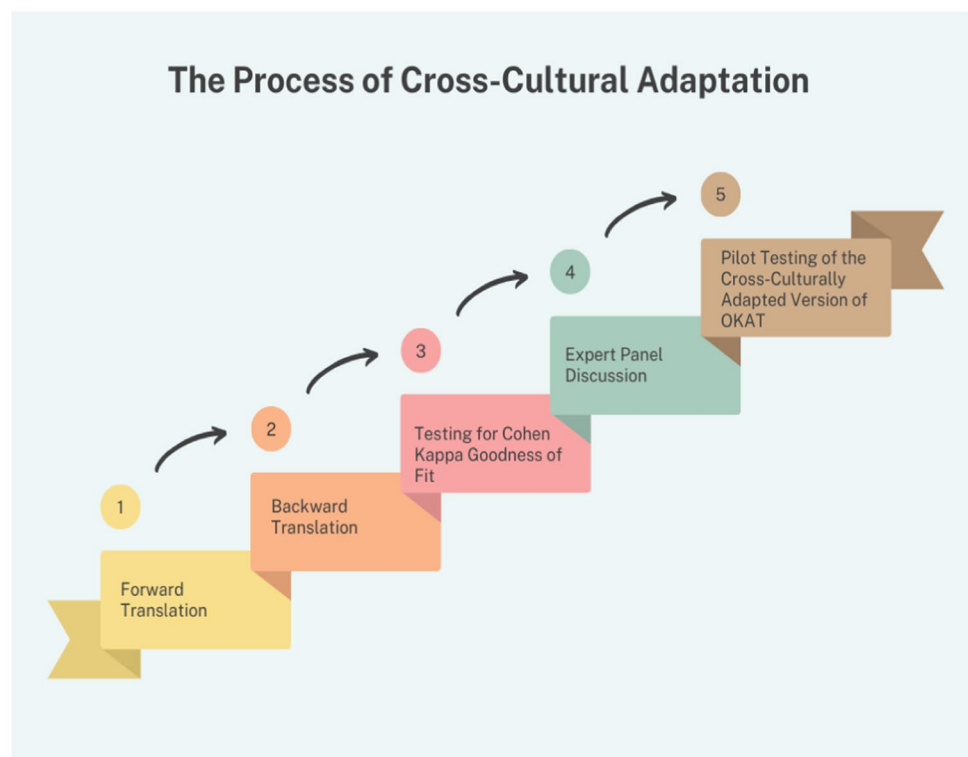 The Process of Cross-Cultural Adaptation
1
Forward
Translation
2
Backward
Translation
3
Testing for Cohen
Kappa Goodness of
Fit
4
Expert Panel
Discussion
5
Pilot Testing of the
Cross-Culturally
Adapted Version of
OKAT